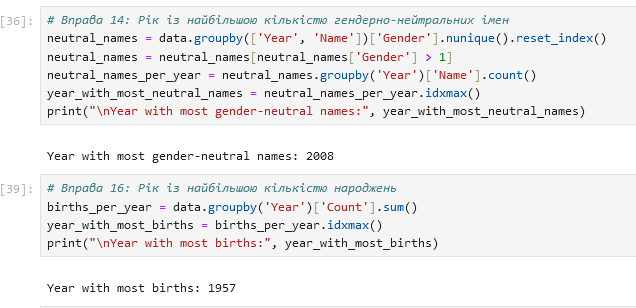 [36]: # Вправа 14: Рік із найбільшою кількістю гендерно-нейтральних імен
neutral_names = data.groupby(['Year', 'Name'])['Gender'].nunique().reset_index()
neutral_names = neutral_names[neutral_names['Gender'] > 1]
neutral_names_per_year = neutral_names.groupby('Year')['Name'].count()
year_with_most_neutral_names = neutral_names_per_year.idxmax()
print("\nYear with most gender-neutral names:", year_with_most_neutral_names)
Year with most gender-neutral names: 2008
[39]: # Вправа 16: Рік із найбільшою кількістю народжень
births_per_year = data.groupby('Year')['Count'].sum()
year_with_most_births = births_per_year.idxmax()
print("\nYear with most births:", year_with_most_births)
Year with most births: 1957